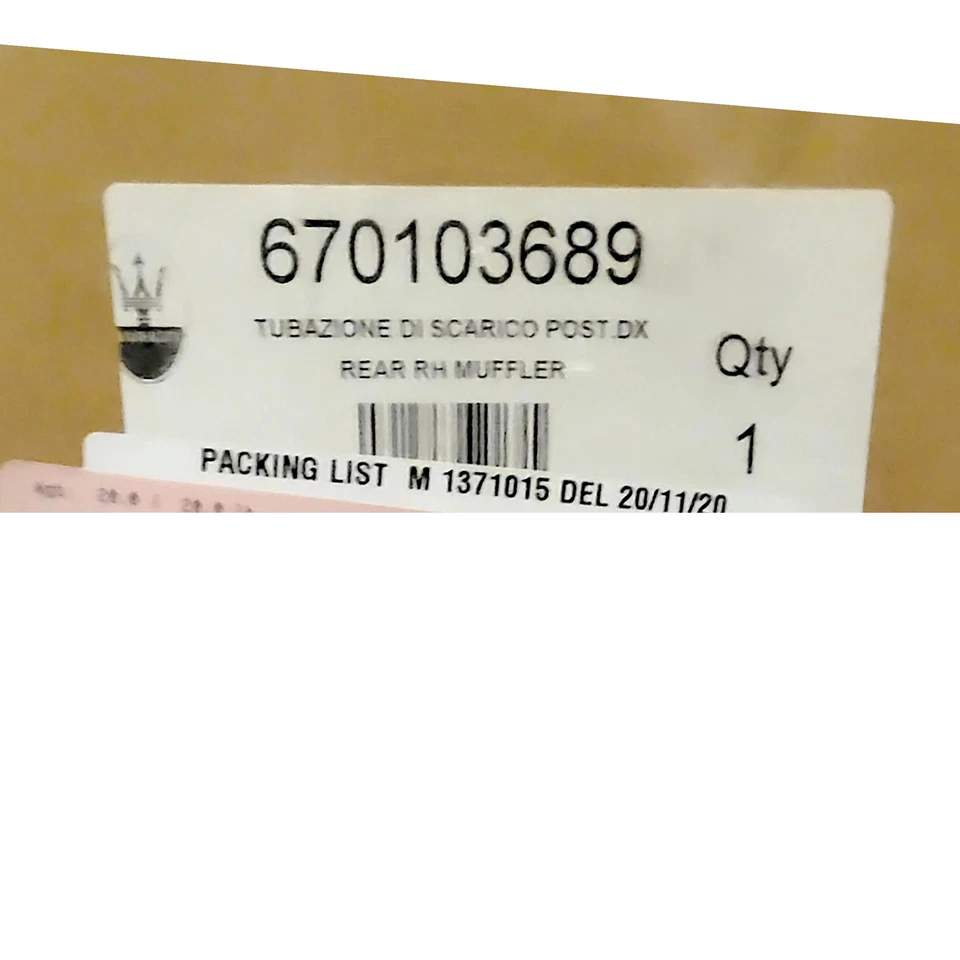 670103689
TUBAZIONE DI SCARICO POST.DX
REAR RH MUFFLER
Qty
1
PACKING LIST M 1371015 DEL 20/11/20